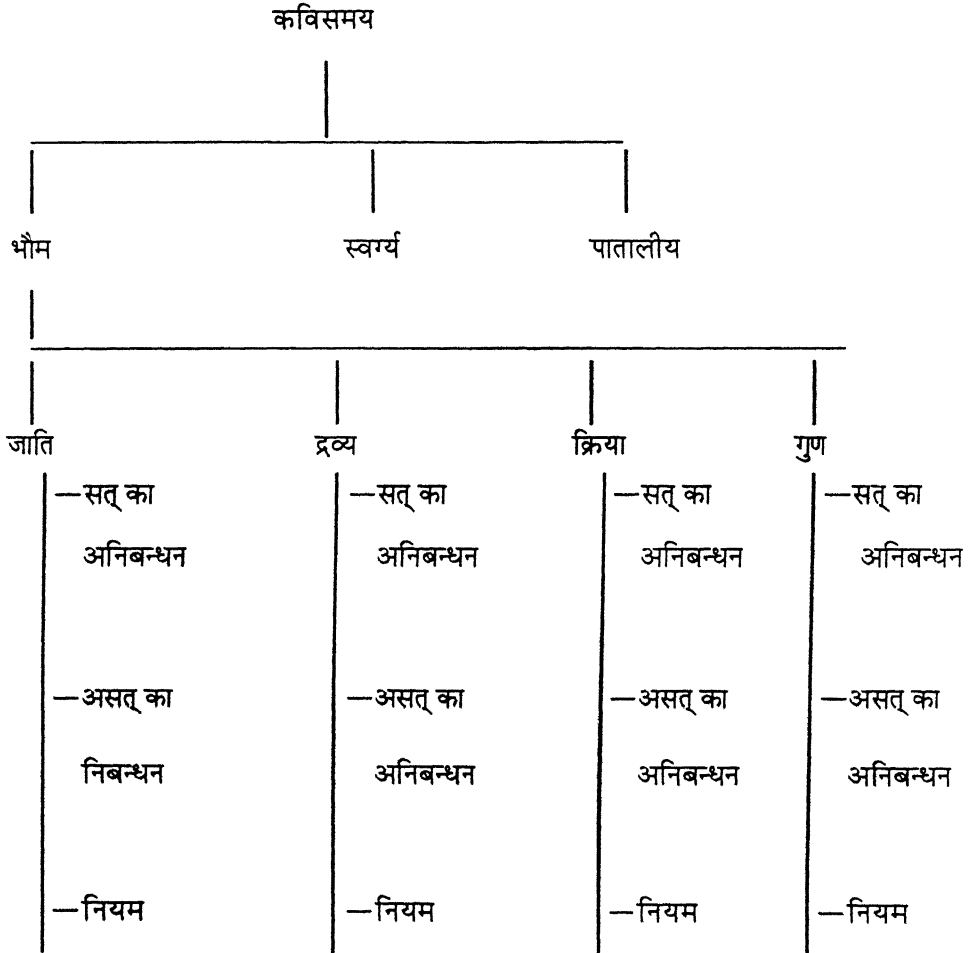 कविसमय
भौम स्वर्ग्य पातालीय
जाति द्रव्य क्रिया गुण
—सत् का —सत् का —सत् का —सत् का
अनिबन्धन अनिबन्धन अनिबन्धन अनिबन्धन
—असत् का —असत् का —असत् का —असत् का
निबन्धन अनिबन्धन अनिबन्धन अनिबन्धन
—नियम —नियम —नियम —नियम